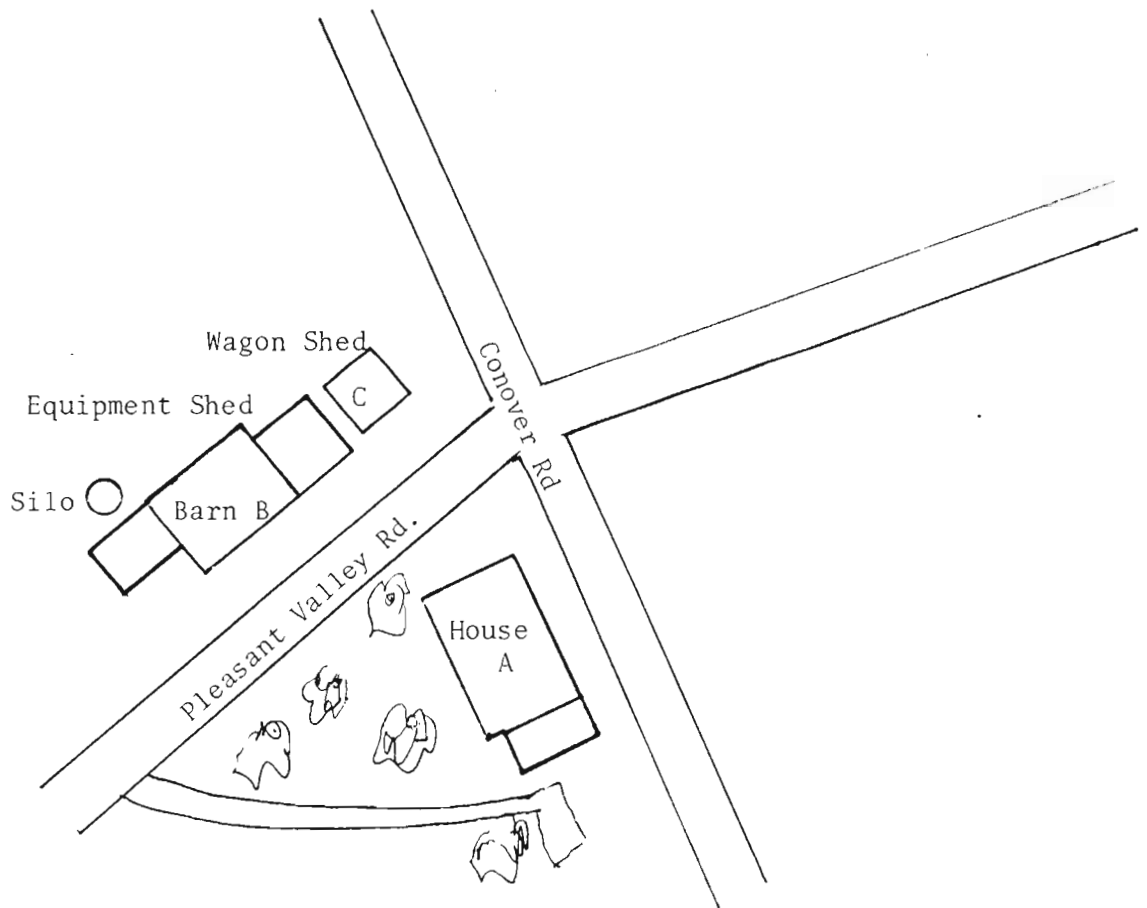 Wagon Shed
C
Conover Rd
Equipment Shed
Silo
Barn B
Pleasant Valley Rd.
House
A